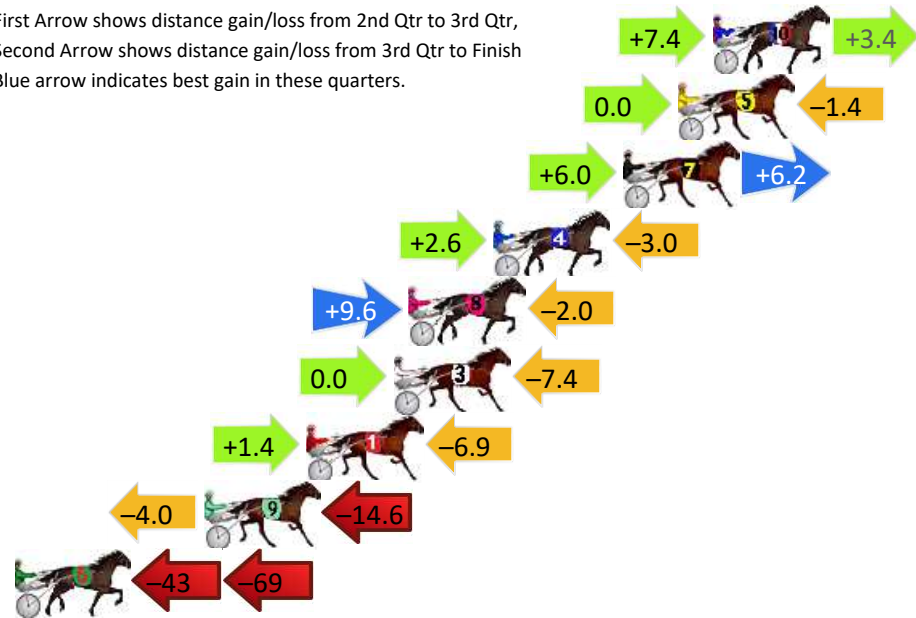 First Arrow shows distance gain/loss from 2nd Qtr to 3rd Qtr,
Second Arrow shows distance gain/loss from 3rd Qtr to Finish
Blue arrow indicates best gain in these quarters.
+7.4 10 +3.4
0.0 5 –1.4
+6.0 7 +6.2
+2.6 4 –3.0
+9.6 8 –2.0
0.0 3 –7.4
+1.4 1 –6.9
–4.0 9 –14.6
6 –43 –69